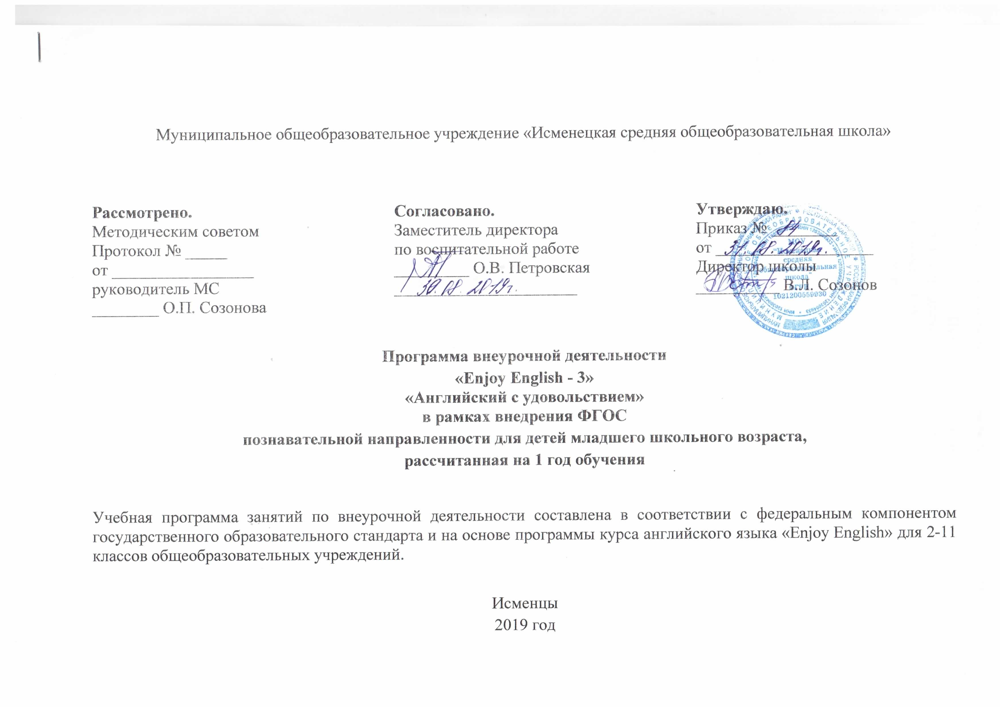 Муниципальное общеобразовательное учреждение «Исменецкая средняя общеобразовательная школа»
Рассмотрено.
Методическим советом
Протокол № _____
от _________________
руководитель МС
________ О.П. Созонова
Согласовано.
Заместитель директора
по воспитательной работе
_________ О.В. Петровская
30.08.2019г.
Утверждаю.
Приказ №
от 31.08.2019г.
Директор школы
__________ В.Л. Созонов
МОУ
средняя
общеобразовательная
школа"
ОГРН
1021200559930
Программа внеурочной деятельности
«Enjoy English - 3»
«Английский с удовольствием»
в рамках внедрения ФГОС
познавательной направленности для детей младшего школьного возраста,
рассчитанная на 1 год обучения
Учебная программа занятий по внеурочной деятельности составлена в соответствии с федеральным компонентом
государственного образовательного стандарта и на основе программы курса английского языка «Enjoy English» для 2-11
классов общеобразовательных учреждений.
Исменцы
2019 год